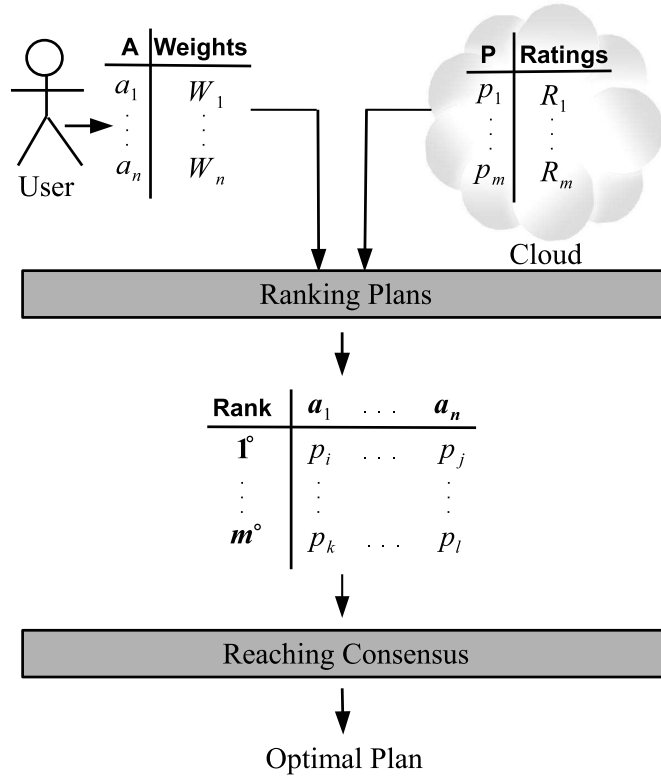 A Weights
a1 W1
. .
. .
. .
an Wn
User
P Ratings
p1 R1
. .
. .
. .
pm Rm
Cloud
Ranking Plans
Rank a1 . . . an
1° pi . . . pj
. . .
. . .
. . .
m° pk . . . pl
Reaching Consensus
Optimal Plan